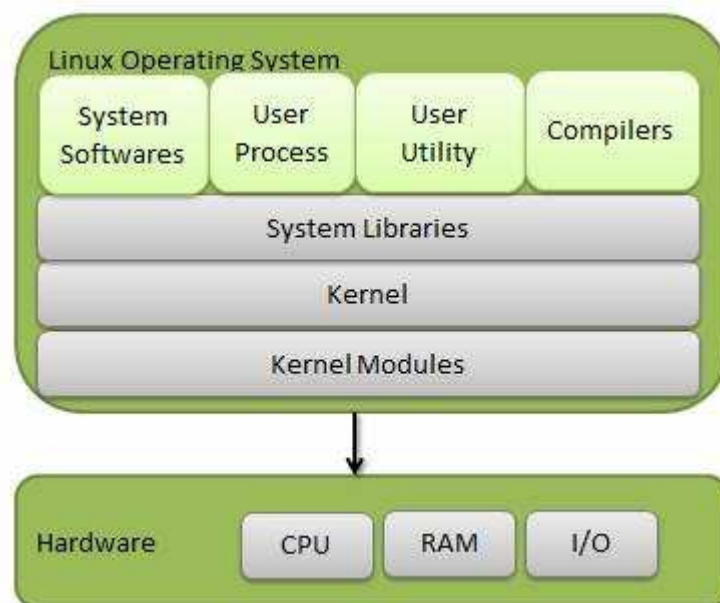 Linux Operating System
System
Softwares
User
Process
User
Utility
Compilers
System Libraries
Kernel
Kernel Modules
Hardware
CPU
RAM
I/O